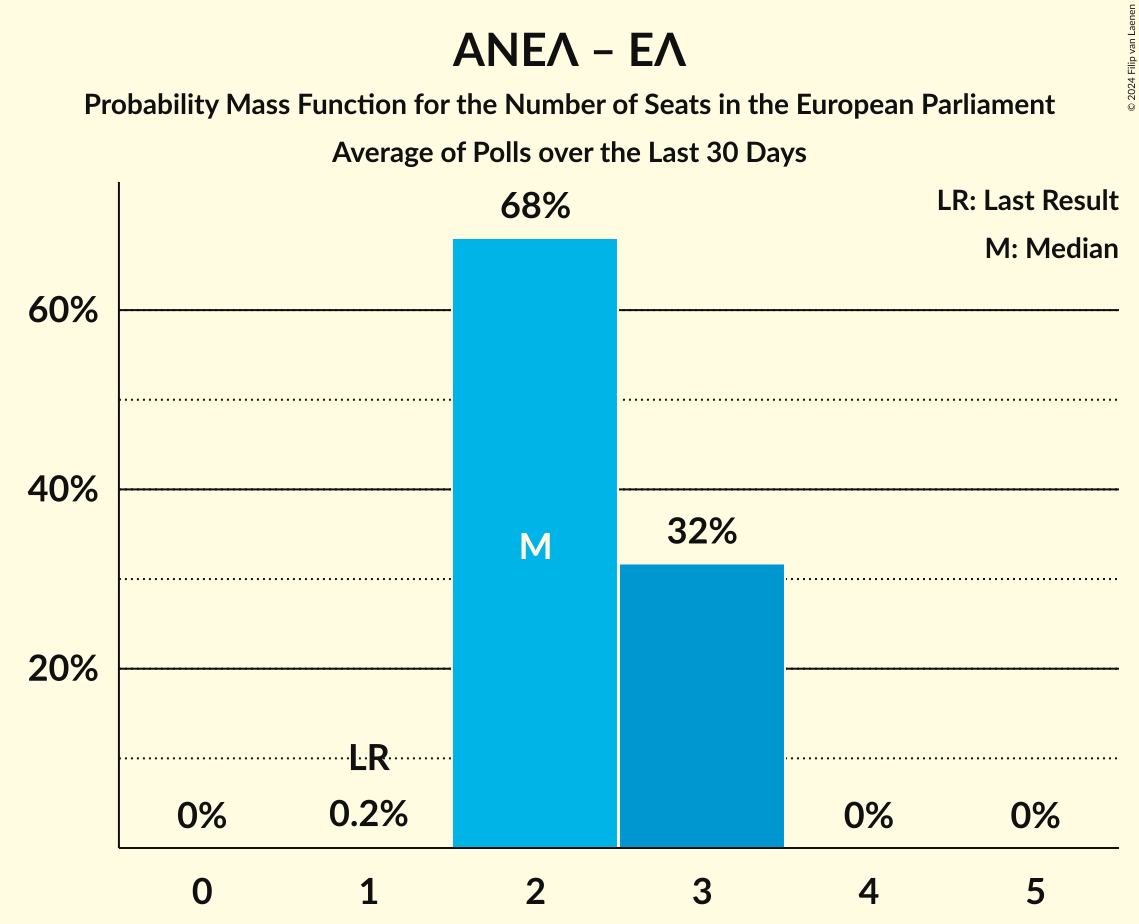 ΑΝΕΛ – ΕΛ
Probability Mass Function for the Number of Seats in the European Parliament
Average of Polls over the Last 30 Days
© 2024 Filip van Laenen
LR: Last Result
M: Median
68%
60%
40%
M
32%
20%
LR
0% 0.2% 0% 0%
0 1 2 3 4 5